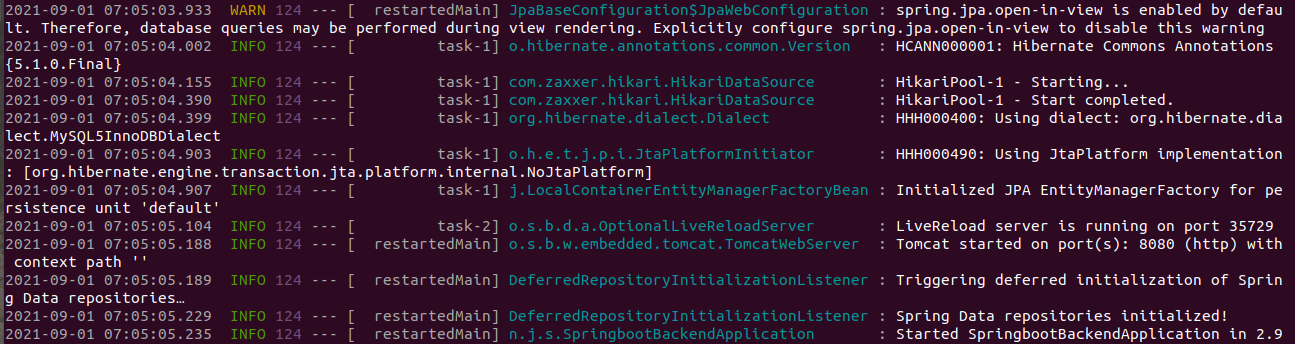 2021-09-01 07:05:03.933  WARN 124 --- [  restartedMain] JpaBaseConfiguration$JpaWebConfiguration : spring.jpa.open-in-view is enabled by defau
lt. Therefore, database queries may be performed during view rendering. Explicitly configure spring.jpa.open-in-view to disable this warning
2021-09-01 07:05:04.002  INFO 124 --- [         task-1] o.hibernate.annotations.common.Version   : HCANN000001: Hibernate Commons Annotations
{5.1.0.Final}
2021-09-01 07:05:04.155  INFO 124 --- [         task-1] com.zaxxer.hikari.HikariDataSource       : HikariPool-1 - Starting...
2021-09-01 07:05:04.390  INFO 124 --- [         task-1] com.zaxxer.hikari.HikariDataSource       : HikariPool-1 - Start completed.
2021-09-01 07:05:04.399  INFO 124 --- [         task-1] org.hibernate.dialect.Dialect            : HHH000400: Using dialect: org.hibernate.dia
lect.MySQL5InnoDBDialect
2021-09-01 07:05:04.903  INFO 124 --- [         task-1] o.h.e.t.j.p.i.JtaPlatformInitiator       : HHH000490: Using JtaPlatform implementation
: [org.hibernate.engine.transaction.jta.platform.internal.NoJtaPlatform]
2021-09-01 07:05:04.907  INFO 124 --- [         task-1] j.LocalContainerEntityManagerFactoryBean : Initialized JPA EntityManagerFactory for pe
rsistence unit 'default'
2021-09-01 07:05:05.104  INFO 124 --- [         task-2] o.s.b.d.a.OptionalLiveReloadServer       : LiveReload server is running on port 35729
2021-09-01 07:05:05.188  INFO 124 --- [  restartedMain] o.s.b.w.embedded.tomcat.TomcatWebServer  : Tomcat started on port(s): 8080 (http) with
 context path ''
2021-09-01 07:05:05.189  INFO 124 --- [  restartedMain] DeferredRepositoryInitializationListener : Triggering deferred initialization of Sprin
g Data repositories…
2021-09-01 07:05:05.229  INFO 124 --- [  restartedMain] DeferredRepositoryInitializationListener : Spring Data repositories initialized!
2021-09-01 07:05:05.235  INFO 124 --- [  restartedMain] n.j.s.SpringbootBackendApplication       : Started SpringbootBackendApplication in 2.9